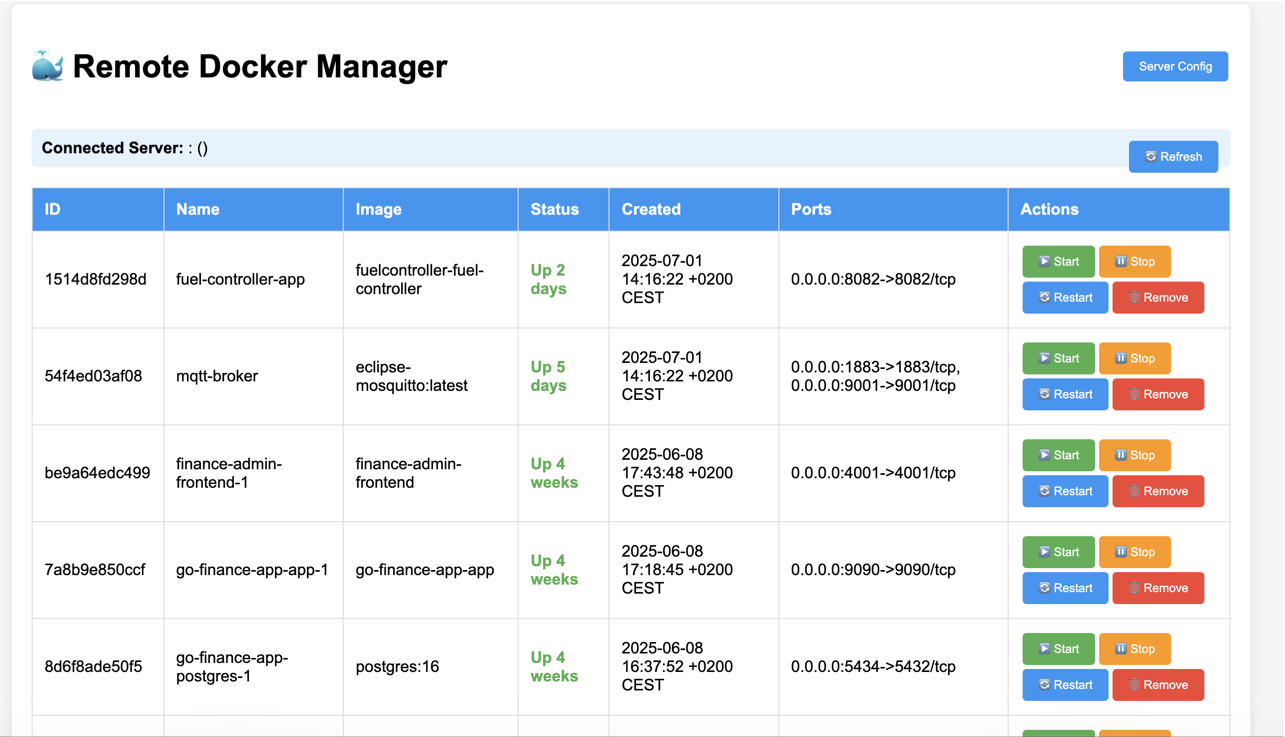 Remote Docker Manager
Server Config
Connected Server: : ()
Refresh
ID Name Image Status Created Ports Actions
1514d8fd298d
fuel-controller-app
fuelcontroller-fuel-
controller
Up 2
days
2025-07-01
14:16:22 +0200
CEST
0.0.0.0:8082->8082/tcp
Start Stop
Restart Remove
54f4ed03af08
mqtt-broker
eclipse-
mosquitto:latest
Up 5
days
2025-07-01
14:16:22 +0200
CEST
0.0.0.0:1883->1883/tcp,
0.0.0.0:9001->9001/tcp
Start Stop
Restart Remove
be9a64edc499
finance-admin-
frontend-1
finance-admin-
frontend
Up 4
weeks
2025-06-08
17:43:48 +0200
CEST
0.0.0.0:4001->4001/tcp
Start Stop
Restart Remove
7a8b9e850ccf
go-finance-app-app-1
go-finance-app-app
Up 4
weeks
2025-06-08
17:18:45 +0200
CEST
0.0.0.0:9090->9090/tcp
Start Stop
Restart Remove
8d6f8ade50f5
go-finance-app-
postgres-1
postgres:16
Up 4
weeks
2025-06-08
16:37:52 +0200
CEST
0.0.0.0:5434->5432/tcp
Start Stop
Restart Remove